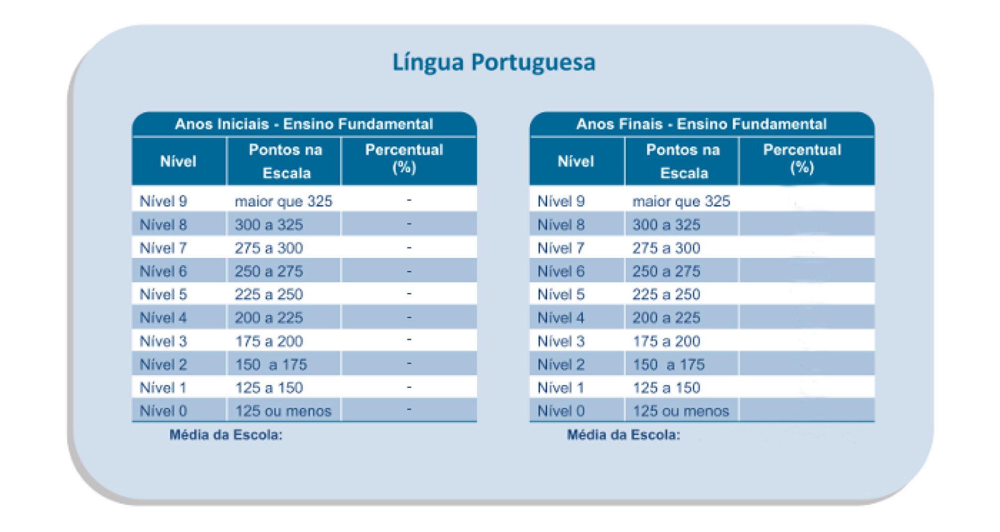 Língua Portuguesa
Anos Iniciais - Ensino Fundamental
Nível Pontos na Escala Percentual (%)
Nível 9 maior que 325 -
Nível 8 300 a 325 -
Nível 7 275 a 300 -
Nível 6 250 a 275 -
Nível 5 225 a 250 -
Nível 4 200 a 225 -
Nível 3 175 a 200 -
Nível 2 150 a 175 -
Nível 1 125 a 150 -
Nível 0 125 ou menos -
Média da Escola:
Anos Finais - Ensino Fundamental
Nível Pontos na Escala Percentual (%)
Nível 9 maior que 325
Nível 8 300 a 325
Nível 7 275 a 300
Nível 6 250 a 275
Nível 5 225 a 250
Nível 4 200 a 225
Nível 3 175 a 200
Nível 2 150 a 175
Nível 1 125 a 150
Nível 0 125 ou menos
Média da Escola: